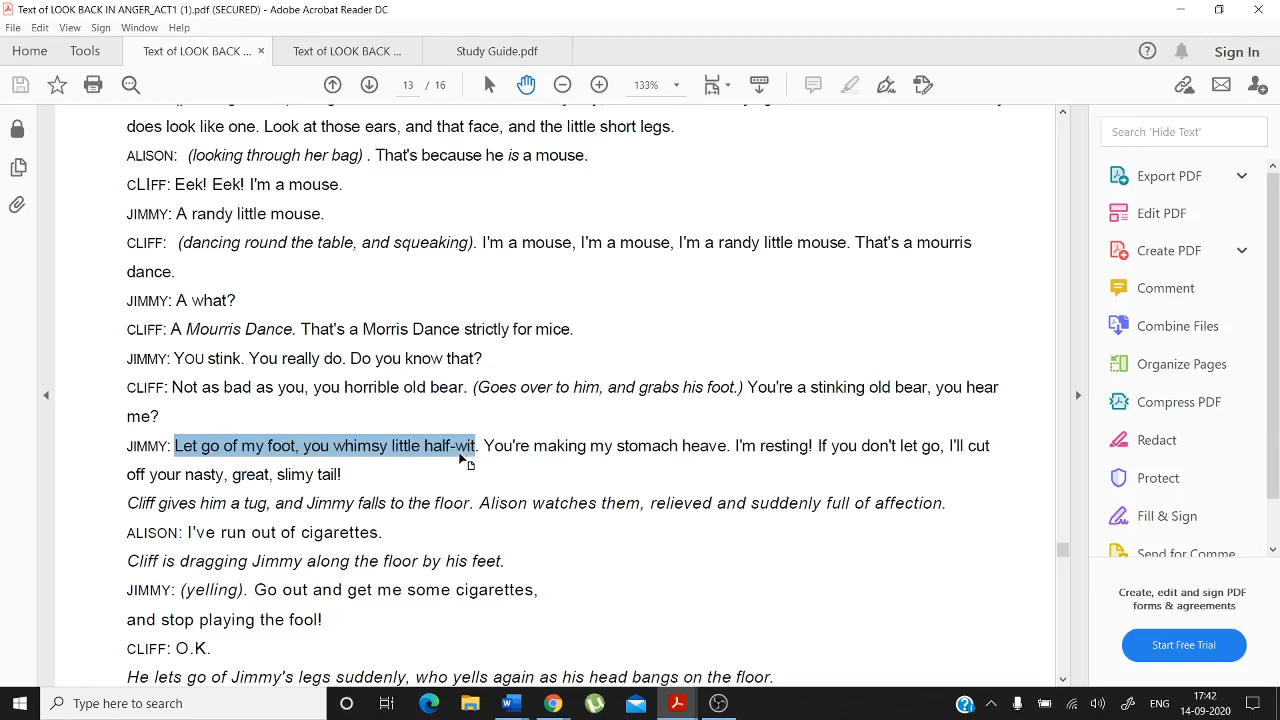 Text of LOOK BACK IN ANGER_ACT1 (1).pdf (SECURED) - Adobe Acrobat Reader DC
File Edit View Sign Window Help
Home Tools Text of LOOK BACK ... × Text of LOOK BACK ... Study Guide.pdf Sign In
13 / 16 133%
does look like one. Look at those ears, and that face, and the little short legs.
ALISON: (looking through her bag) . That's because he is a mouse.
CLIFF: Eek! Eek! I'm a mouse.
JIMMY: A randy little mouse.
CLIFF: (dancing round the table, and squeaking). I'm a mouse, I'm a mouse, I'm a randy little mouse. That's a mourris
dance.
JIMMY: A what?
CLIFF: A Mourris Dance. That's a Morris Dance strictly for mice.
JIMMY: YOU stink. You really do. Do you know that?
CLIFF: Not as bad as you, you horrible old bear. (Goes over to him, and grabs his foot.) You're a stinking old bear, you hear
me?
JIMMY: Let go of my foot, you whimsy little half-wit. You're making my stomach heave. I'm resting! If you don't let go, I'll cut
off your nasty, great, slimy tail!
Cliff gives him a tug, and Jimmy falls to the floor. Alison watches them, relieved and suddenly full of affection.
ALISON: I've run out of cigarettes.
Cliff is dragging Jimmy along the floor by his feet.
JIMMY: (yelling). Go out and get me some cigarettes,
and stop playing the fool!
CLIFF: O.K.
He lets go of Jimmy's legs suddenly, who yells again as his head bangs on the floor.
Search 'Hide Text'
Export PDF
Edit PDF
Create PDF
Comment
Combine Files
Organize Pages
Compress PDF
Redact
Protect
Fill & Sign
Send for Comme
Create, edit and sign PDF
forms & agreements
Start Free Trial
Type here to search
ENG
17:42
14-09-2020